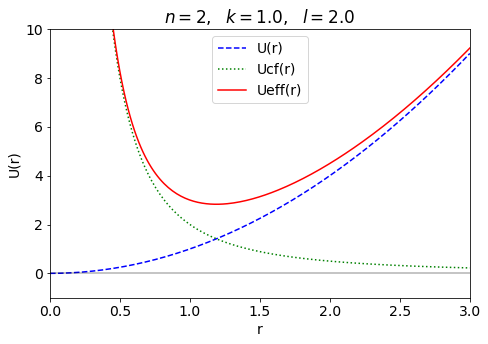 n = 2,   k = 1.0,   l = 2.0
U(r)
Ucf(r)
Ueff(r)
10
8
6
4
2
0
U(r)
0.0 0.5 1.0 1.5 2.0 2.5 3.0
r